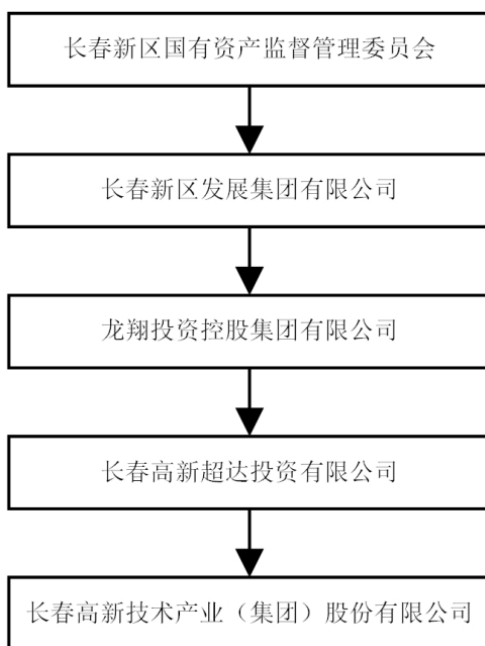 长春新区国有资产监督管理委员会
长春新区发展集团有限公司
龙翔投资控股集团有限公司
长春高新超达投资有限公司
长春高新技术产业（集团）股份有限公司